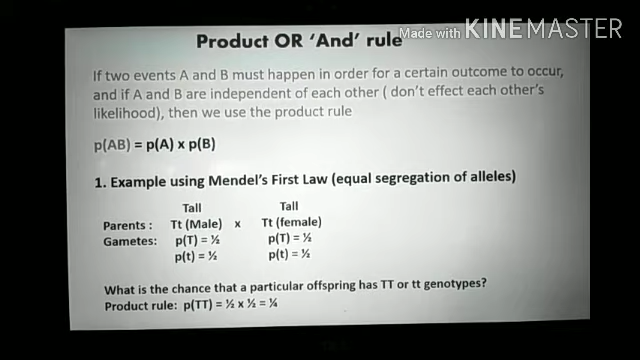 Product OR 'And' rule
Made with KINEMASTER
If two events A and B must happen in order for a certain outcome to occur,
and if A and B are independent of each other ( don't effect each other's
likelihood), then we use the product rule
p(AB) = p(A) x p(B)
1. Example using Mendel's First Law (equal segregation of alleles)
Tall Tall
Parents : Tt (Male) x Tt (female)
Gametes: p(T) = ½ p(T) = ½
p(t) = ½ p(t) = ½
What is the chance that a particular offspring has TT or tt genotypes?
Product rule: p(TT) = ½ x ½ = ¼